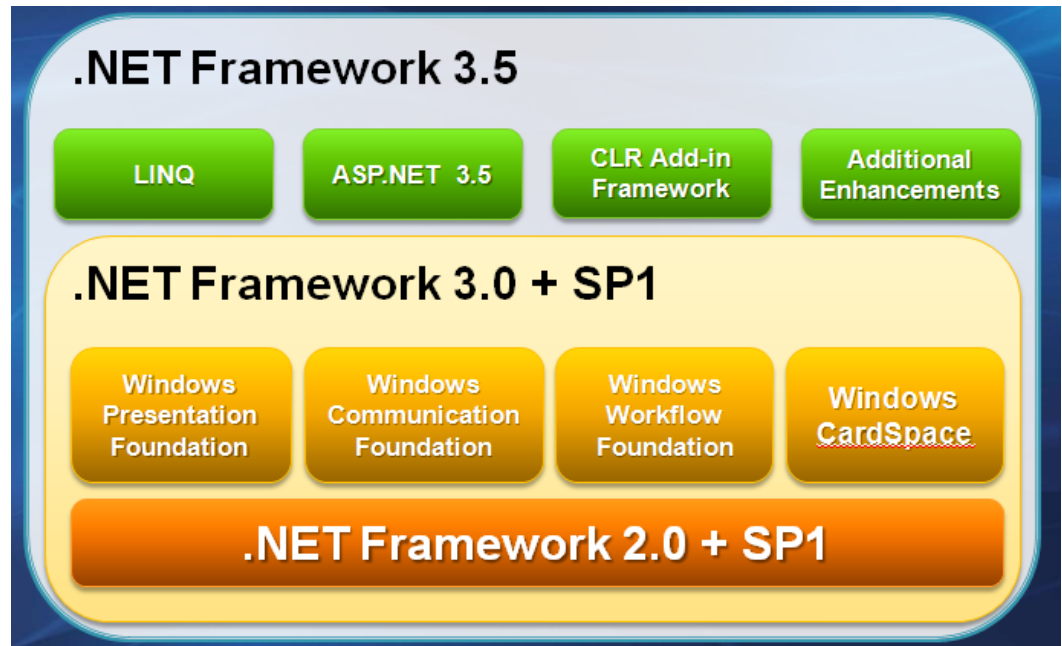 .NET Framework 3.5
LINQ
ASP.NET 3.5
CLR Add-in
Framework
Additional
Enhancements
.NET Framework 3.0 + SP1
Windows
Presentation
Foundation
Windows
Communication
Foundation
Windows
Workflow
Foundation
Windows
CardSpace
.NET Framework 2.0 + SP1